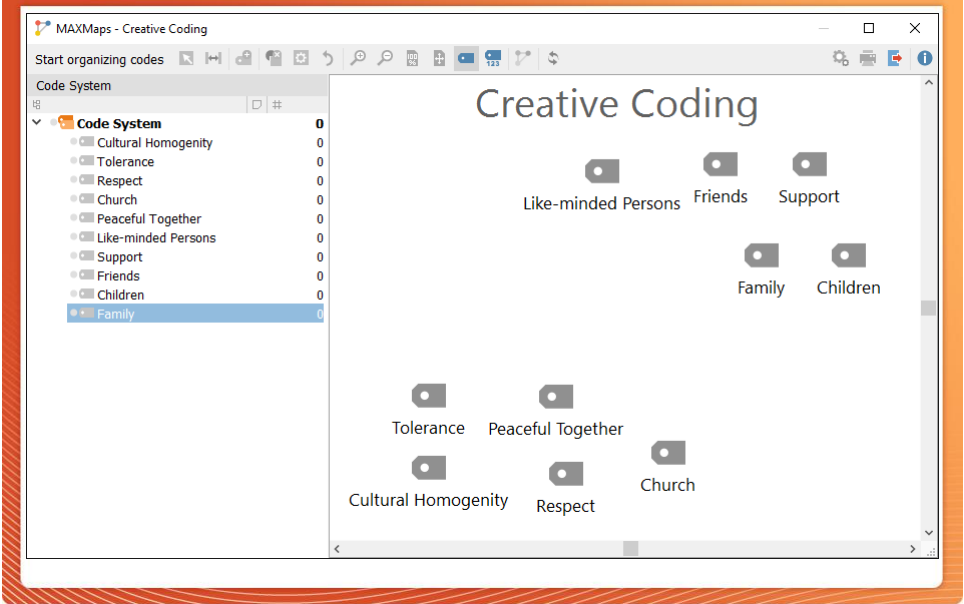 MAXMaps - Creative Coding
Start organizing codes
100
%
123
Code System
#
Code System 0
Cultural Homogenity 0
Tolerance 0
Respect 0
Church 0
Peaceful Together 0
Like-minded Persons 0
Support 0
Friends 0
Children 0
Family 0
Creative Coding
Like-minded Persons Friends Support
Family Children
Tolerance Peaceful Together
Church
Cultural Homogenity Respect